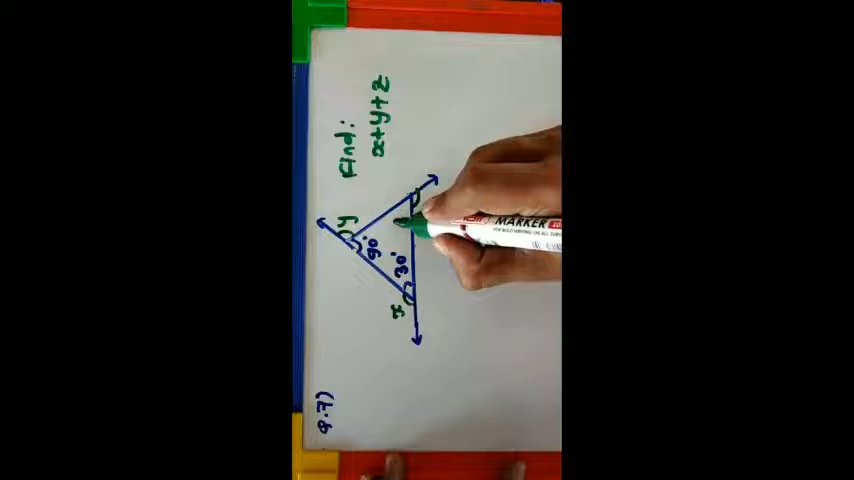 Q.7)
Find:
x+y+z
y
90°
30°
x
MARKER